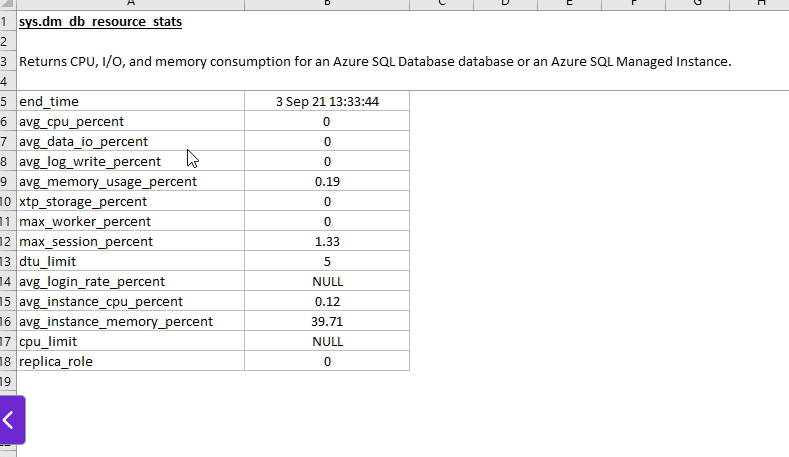 A B C D E F G H
1 sys.dm_db_resource_stats
2
3 Returns CPU, I/O, and memory consumption for an Azure SQL Database database or an Azure SQL Managed Instance.
4
5 end_time 3 Sep 21 13:33:44
6 avg_cpu_percent 0
7 avg_data_io_percent 0
8 avg_log_write_percent 0
9 avg_memory_usage_percent 0.19
10 xtp_storage_percent 0
11 max_worker_percent 0
12 max_session_percent 1.33
13 dtu_limit 5
14 avg_login_rate_percent NULL
15 avg_instance_cpu_percent 0.12
16 avg_instance_memory_percent 39.71
17 cpu_limit NULL
18 replica_role 0
19